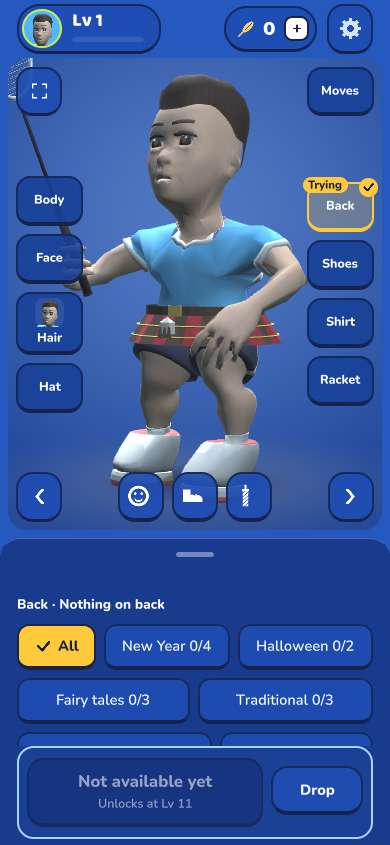 Lv 1
0
+
Moves
Trying
Back
Body
Face
Shoes
Hair
Shirt
Hat
Racket
Back · Nothing on back
All
New Year 0/4
Halloween 0/2
Fairy tales 0/3
Traditional 0/3
Not available yet
Unlocks at Lv 11
Drop